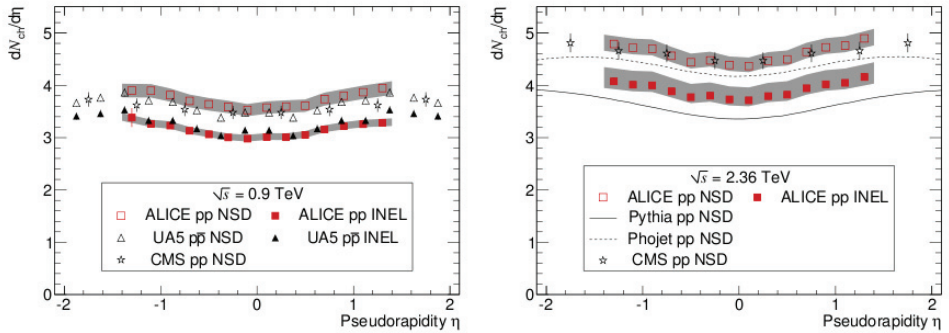 dN_ch/dη
5
4
3
2
1
0
√s = 0.9 TeV
ALICE pp NSD
ALICE pp INEL
UA5 pp̅ NSD
UA5 pp̅ INEL
CMS pp NSD
-2 -1 0 1 2
Pseudorapidity η
dN_ch/dη
5
4
3
2
1
0
√s = 2.36 TeV
ALICE pp NSD
ALICE pp INEL
Pythia pp NSD
Phojet pp NSD
CMS pp NSD
-2 -1 0 1 2
Pseudorapidity η